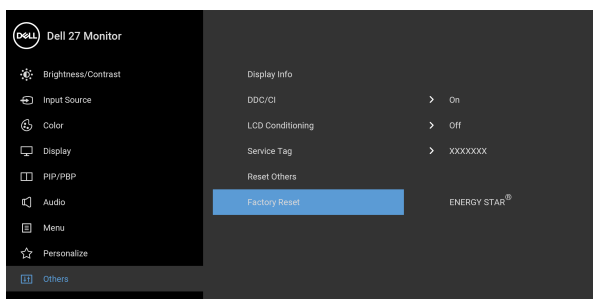 DELL Dell 27 Monitor
Brightness/Contrast Display Info
Input Source DDC/CI On
Color LCD Conditioning Off
Display Service Tag XXXXXXX
PIP/PBP Reset Others
Audio Factory Reset ENERGY STAR®
Menu
Personalize
Others